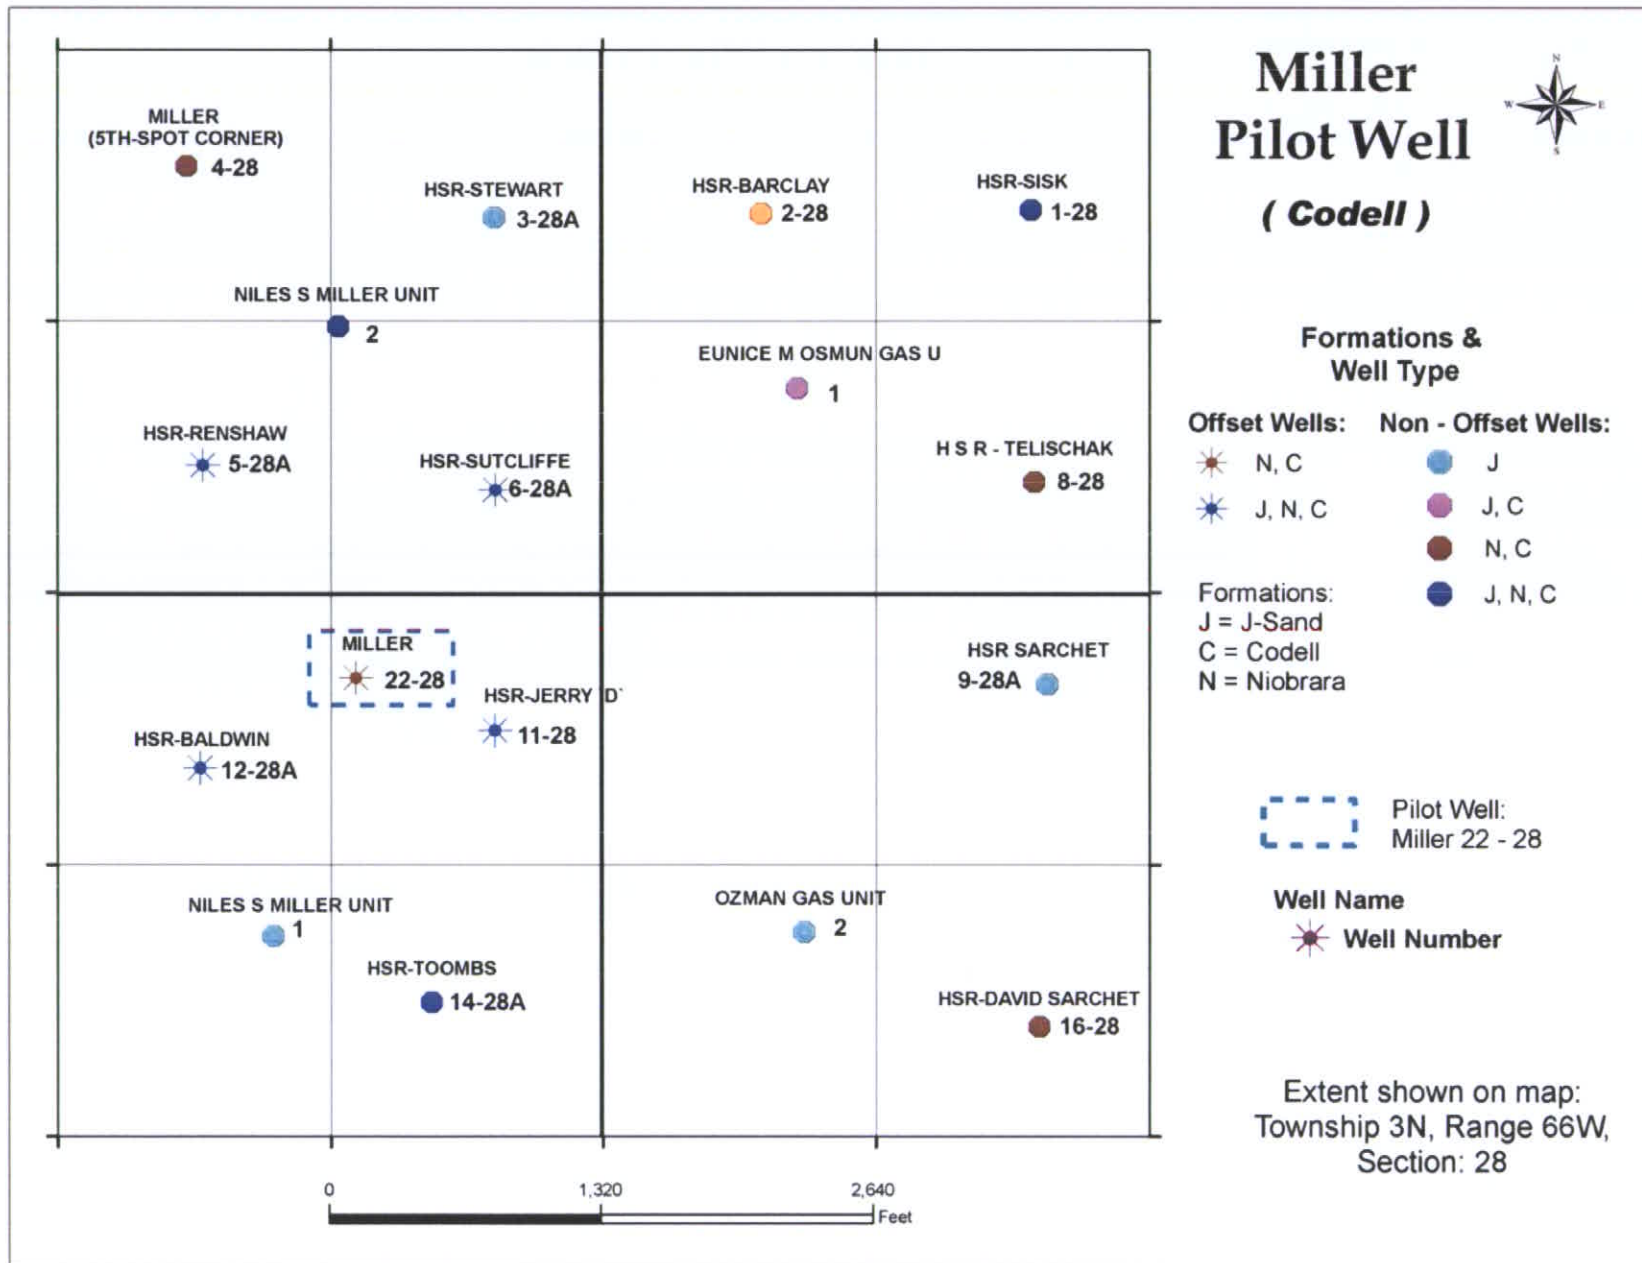 Miller
Pilot Well
( Codell )
N
W
E
S
MILLER
(5TH-SPOT CORNER)
4-28
HSR-STEWART
3-28A
HSR-BARCLAY
2-28
HSR-SISK
1-28
NILES S MILLER UNIT
2
EUNICE M OSMUN GAS U
1
HSR-RENSHAW
5-28A
HSR-SUTCLIFFE
6-28A
H S R - TELISCHAK
8-28
MILLER
22-28
HSR-JERRY 'D'
11-28
HSR-BALDWIN
12-28A
HSR SARCHET
9-28A
NILES S MILLER UNIT
1
HSR-TOOMBS
14-28A
OZMAN GAS UNIT
2
HSR-DAVID SARCHET
16-28
Formations &
Well Type
Offset Wells:
N, C
J, N, C
Non - Offset Wells:
J
J, C
N, C
J, N, C
Formations:
J = J-Sand
C = Codell
N = Niobrara
Pilot Well:
Miller 22 - 28
Well Name
Well Number
Extent shown on map:
Township 3N, Range 66W,
Section: 28
0 1,320 2,640
Feet